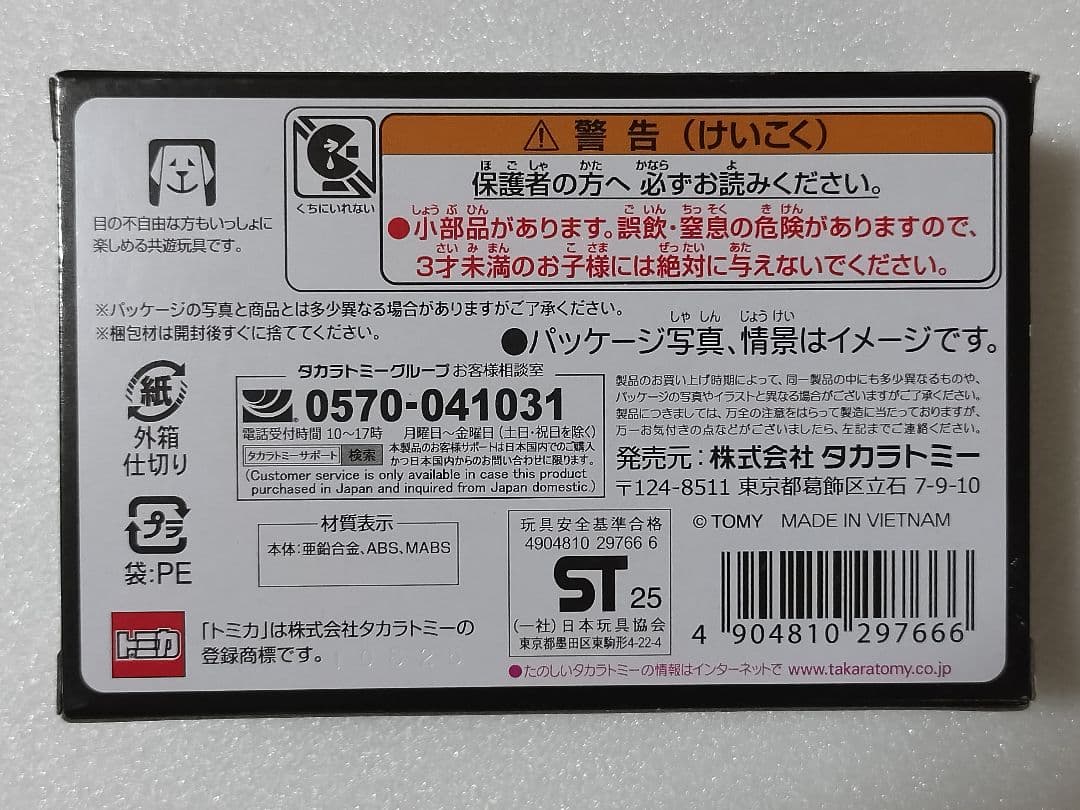 目の不自由な方もいっしょに
楽しめる共遊玩具です。
くちにいれない
⚠ 警告(けいこく)
ほごしゃ かた かなら よ
保護者の方へ 必ずお読みください。
しょうぶひん ごいん ちっそく きけん
●小部品があります。誤飲・窒息の危険がありますので、
さいみまん こさま ぜったい あた
3才未満のお子様には絶対に与えないでください。
※パッケージの写真と商品とは多少異なる場合がありますがご了承ください。
※梱包材は開封後すぐに捨ててください。
しゃしん じょうけい
●パッケージ写真、情景はイメージです。
紙
外箱
仕切り
プラ
袋:PE
タカラトミーグループお客様相談室
0570-041031
電話受付時間 10〜17時 月曜日〜金曜日(土日・祝日を除く)
タカラトミーサポート 検索
本製品のお客様サポートは日本国内でのご購入
かつ日本国内からのお問い合わせに限ります。
(Customer service is only available in case this product
purchased in Japan and inquired from Japan domestic.)
製品のお買い上げ時期によって、同一製品の中にも多少異なるものや、
パッケージの写真やイラストと異なる場合がございますがご了承ください。
製品につきましては、万全の注意をはらって製造に当たっておりますが、
万一お気付きの点などがございましたら、左記までご連絡ください。
発売元:株式会社 タカラトミー
〒124-8511 東京都葛飾区立石 7-9-10
材質表示
本体:亜鉛合金、ABS、MABS
玩具安全基準合格
4904810 29766 6
ST 25
(一社)日本玩具協会
東京都墨田区東駒形4-22-4
© TOMY MADE IN VIETNAM
4 904810 297666
トミカ
「トミカ」は株式会社タカラトミーの
登録商標です。
●たのしいタカラトミーの情報はインターネットで www.takaratomy.co.jp